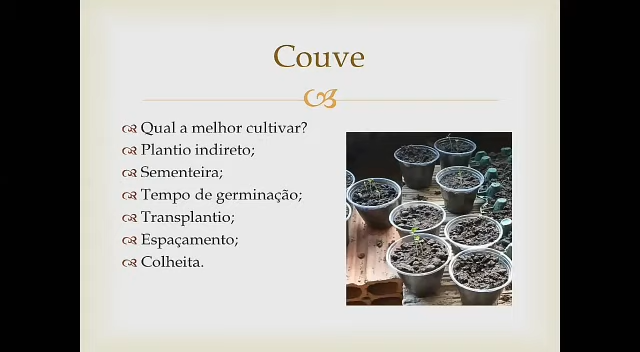 Couve
Qual a melhor cultivar?
Plantio indireto;
Sementeira;
Tempo de germinação;
Transplantio;
Espaçamento;
Colheita.